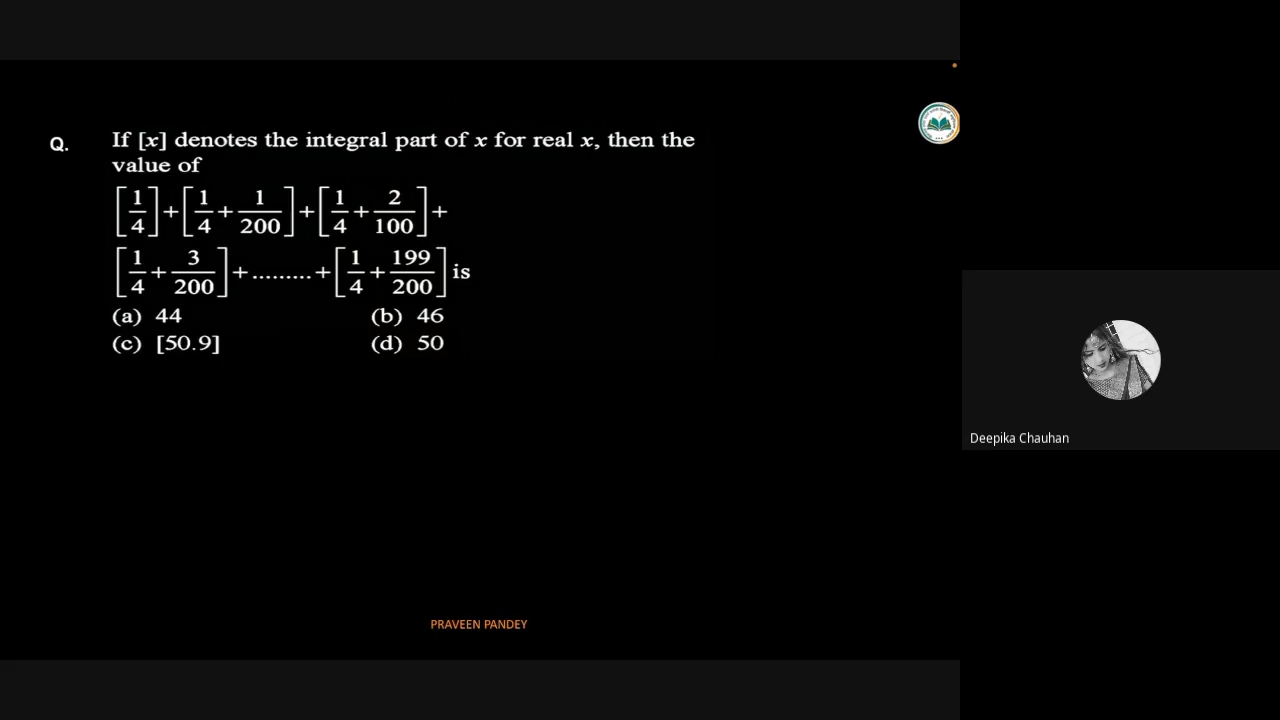 Q. If [x] denotes the integral part of x for real x, then the
value of
[1/4]+[1/4+1/200]+[1/4+2/100]+
[1/4+3/200]+.........+[1/4+199/200] is
(a) 44 (b) 46
(c) [50.9] (d) 50
PRAVEEN PANDEY
Deepika Chauhan